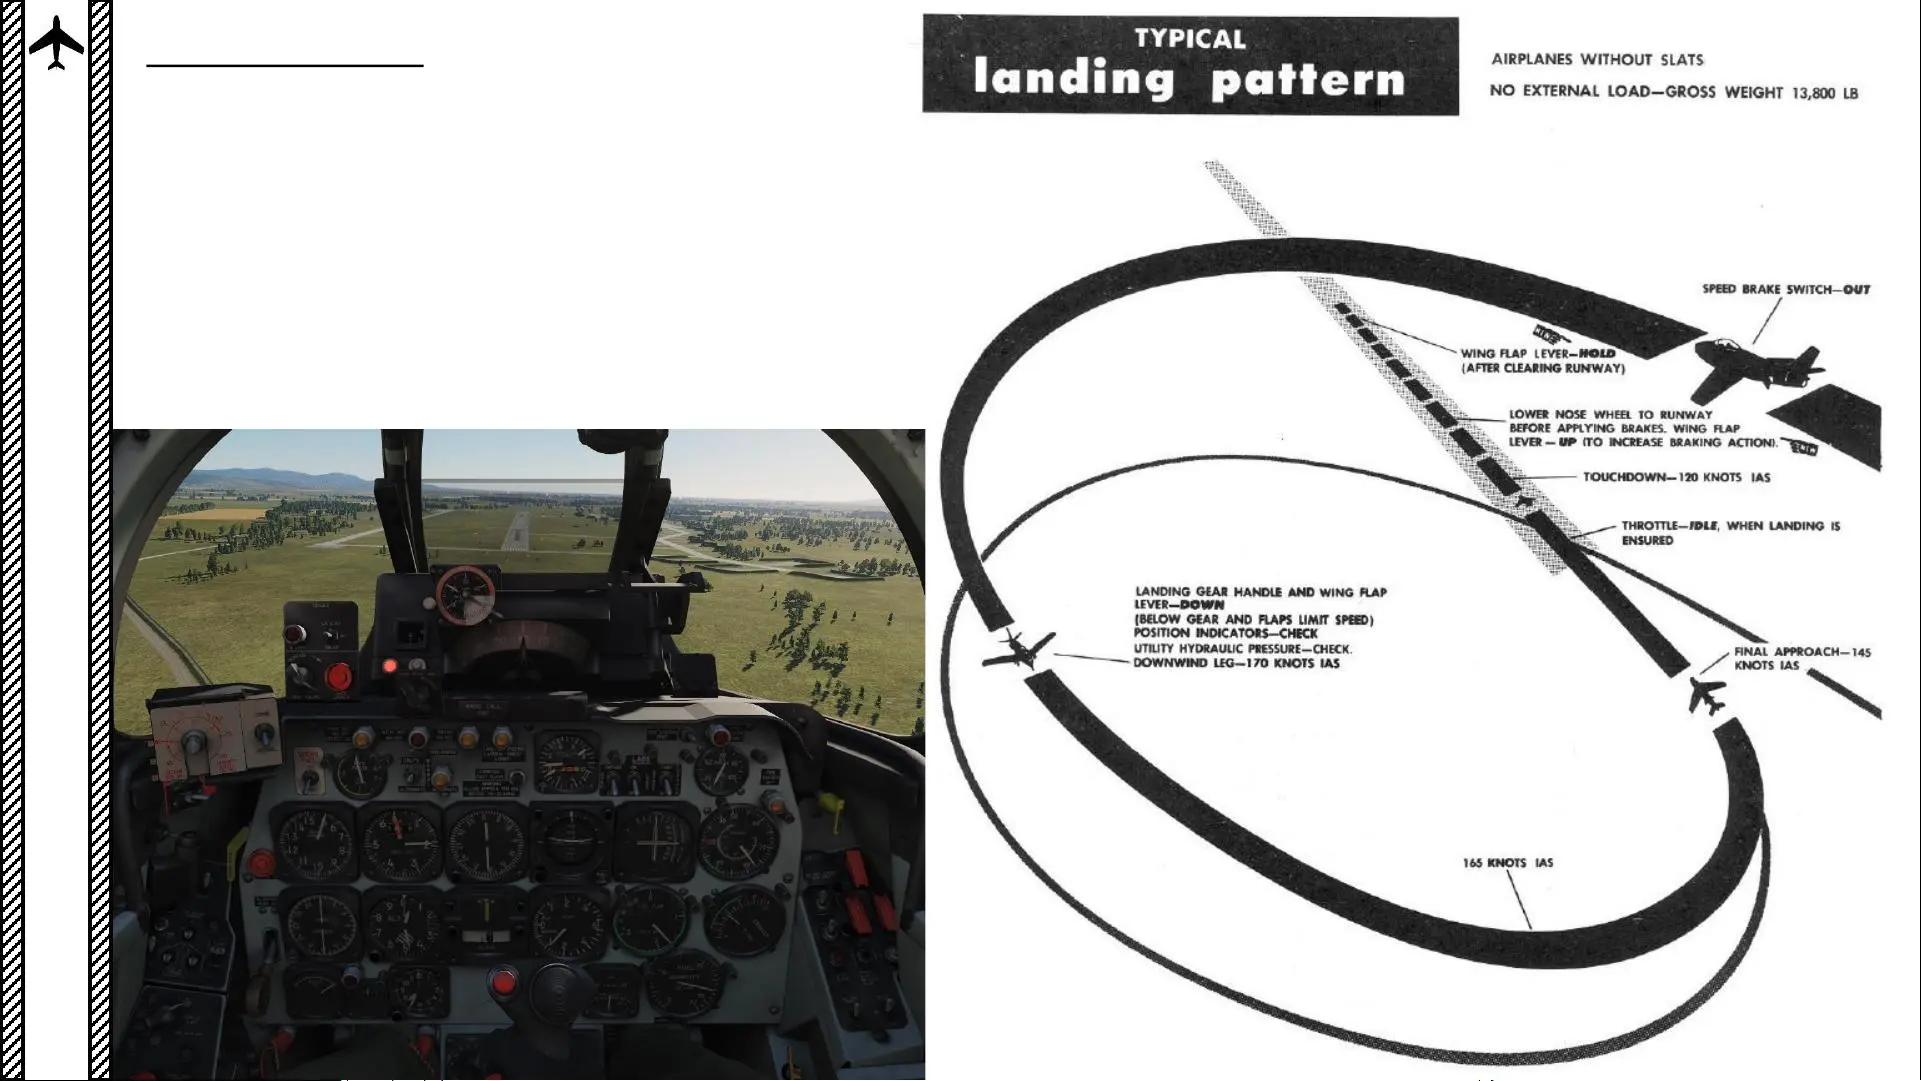 TYPICAL
landing pattern
AIRPLANES WITHOUT SLATS
NO EXTERNAL LOAD—GROSS WEIGHT 13,800 LB
SPEED BRAKE SWITCH—OUT
WING FLAP LEVER—HOLD
(AFTER CLEARING RUNWAY)
LOWER NOSE WHEEL TO RUNWAY
BEFORE APPLYING BRAKES. WING FLAP
LEVER—UP (TO INCREASE BRAKING ACTION).
TOUCHDOWN—120 KNOTS IAS
THROTTLE—IDLE, WHEN LANDING IS
ENSURED
LANDING GEAR HANDLE AND WING FLAP
LEVER—DOWN
(BELOW GEAR AND FLAPS LIMIT SPEED)
POSITION INDICATORS—CHECK
UTILITY HYDRAULIC PRESSURE—CHECK.
DOWNWIND LEG—170 KNOTS IAS
FINAL APPROACH—145
KNOTS IAS
165 KNOTS IAS